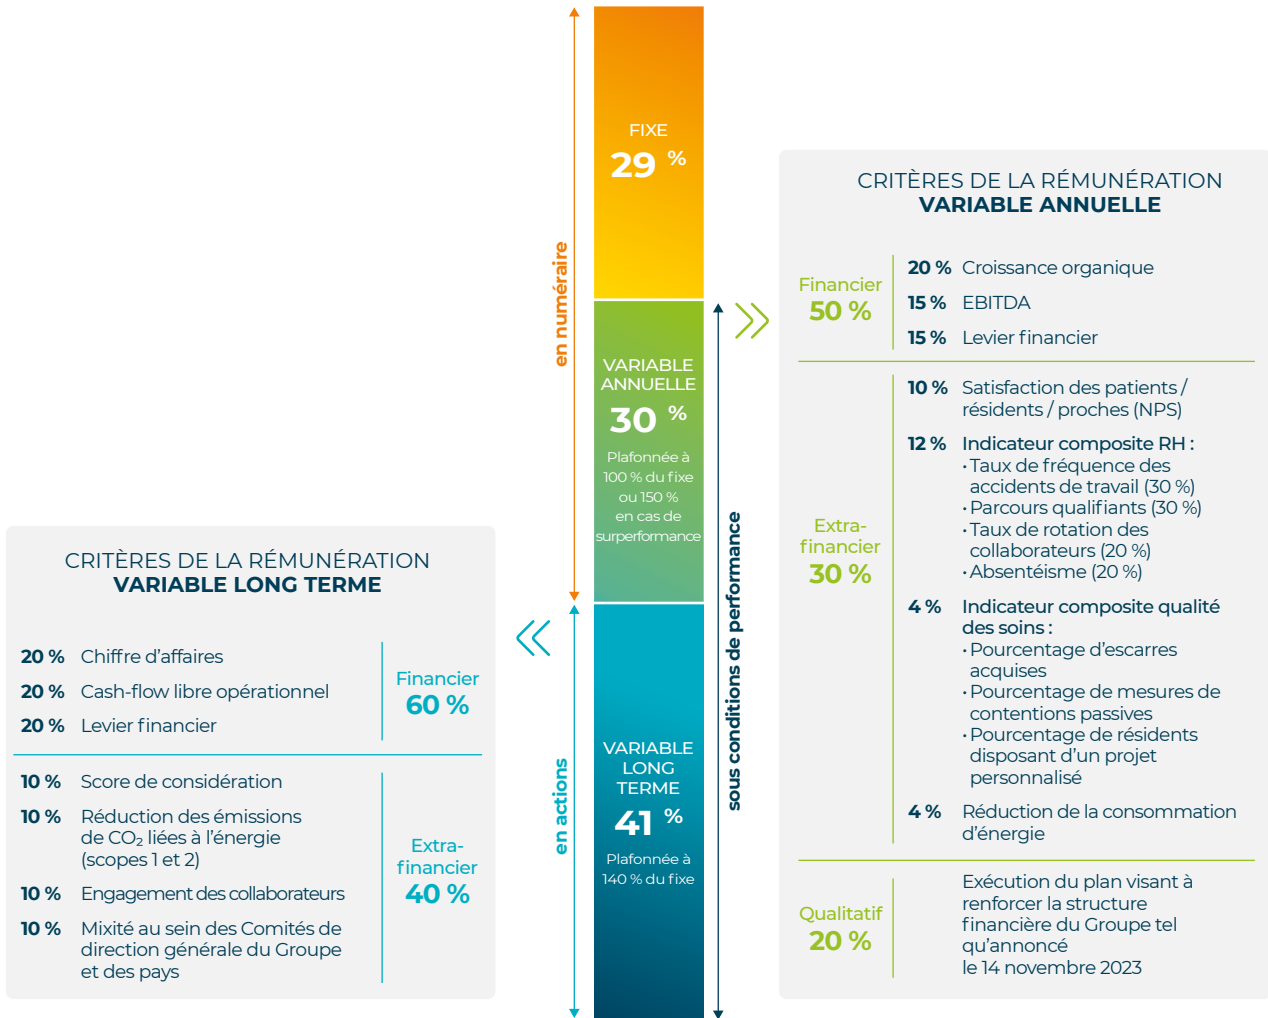 FIXE
29 %
en numéraire
VARIABLE
ANNUELLE
30 %
Plafonnée à
100 % du fixe
ou 150 %
en cas de
surperformance
sous conditions de performance
VARIABLE
LONG
TERME
41 %
Plafonnée à
140 % du fixe
en actions
CRITÈRES DE LA RÉMUNÉRATION
VARIABLE ANNUELLE
Financier
50 %
20 % Croissance organique
15 % EBITDA
15 % Levier financier
Extra-
financier
30 %
10 % Satisfaction des patients /
résidents / proches (NPS)
12 % Indicateur composite RH :
· Taux de fréquence des
accidents de travail (30 %)
· Parcours qualifiants (30 %)
· Taux de rotation des
collaborateurs (20 %)
· Absentéisme (20 %)
4 % Indicateur composite qualité
des soins :
· Pourcentage d'escarres
acquises
· Pourcentage de mesures de
contentions passives
· Pourcentage de résidents
disposant d'un projet
personnalisé
4 % Réduction de la consommation
d'énergie
Qualitatif
20 %
Exécution du plan visant à
renforcer la structure
financière du Groupe tel
qu'annoncé
le 14 novembre 2023
CRITÈRES DE LA RÉMUNÉRATION
VARIABLE LONG TERME
20 % Chiffre d'affaires
20 % Cash-flow libre opérationnel
20 % Levier financier
Financier
60 %
10 % Score de considération
10 % Réduction des émissions
de CO₂ liées à l'énergie
(scopes 1 et 2)
10 % Engagement des collaborateurs
10 % Mixité au sein des Comités de
direction générale du Groupe
et des pays
Extra-
financier
40 %